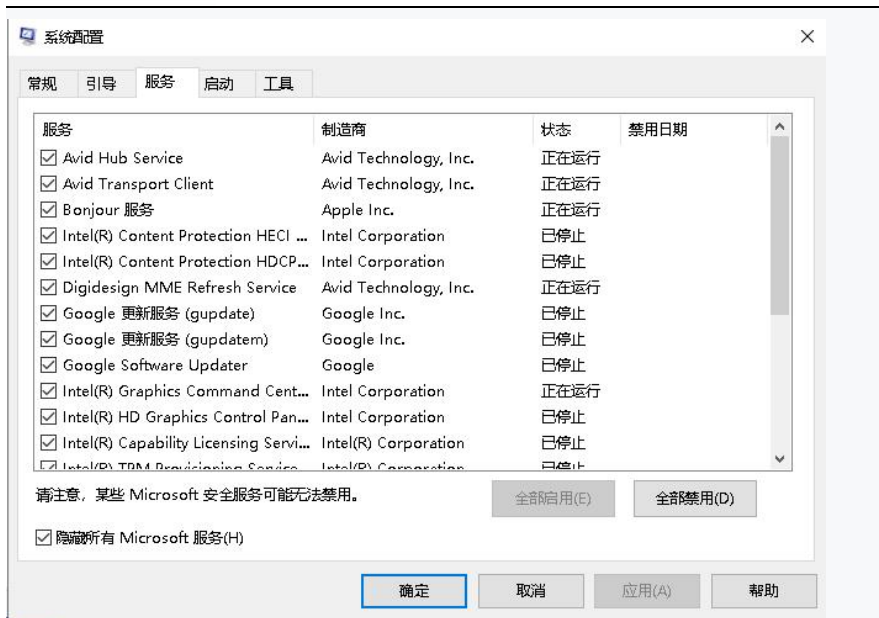 系统配置
常规 引导 服务 启动 工具
服务 制造商 状态 禁用日期
Avid Hub Service Avid Technology, Inc. 正在运行
Avid Transport Client Avid Technology, Inc. 正在运行
Bonjour 服务 Apple Inc. 正在运行
Intel(R) Content Protection HECI ... Intel Corporation 已停止
Intel(R) Content Protection HDCP... Intel Corporation 已停止
Digidesign MME Refresh Service Avid Technology, Inc. 正在运行
Google 更新服务 (gupdate) Google Inc. 已停止
Google 更新服务 (gupdatem) Google Inc. 已停止
Google Software Updater Google 已停止
Intel(R) Graphics Command Cent... Intel Corporation 正在运行
Intel(R) HD Graphics Control Pan... Intel Corporation 已停止
Intel(R) Capability Licensing Servi... Intel(R) Corporation 已停止
Intel(R) TPM Provisioning Service Intel(R) Corporation 已停止
请注意，某些 Microsoft 安全服务可能无法禁用。
全部启用(E) 全部禁用(D)
隐藏所有 Microsoft 服务(H)
确定 取消 应用(A) 帮助